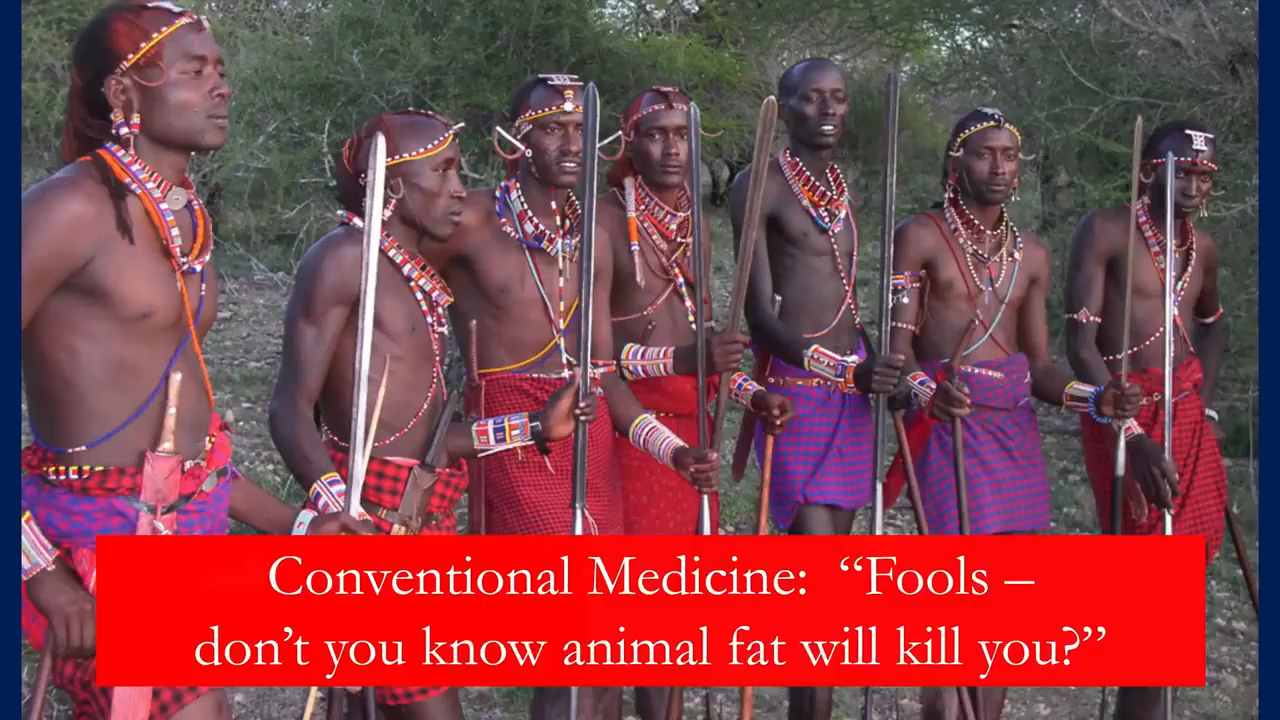 Conventional Medicine:  “Fools –
don’t you know animal fat will kill you?”